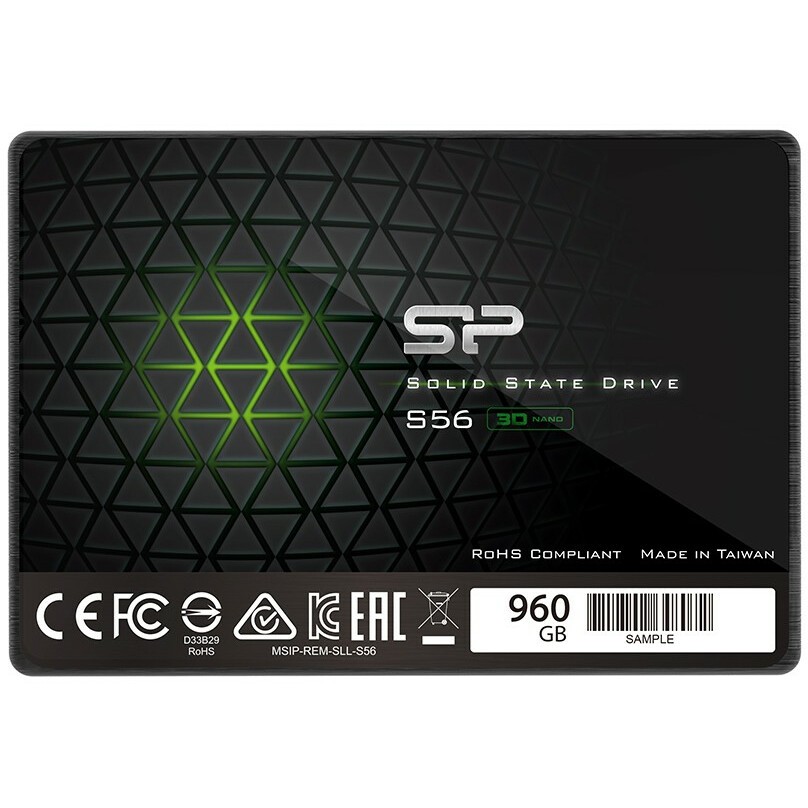 SP
SOLID STATE DRIVE
S56 3D NANO
RoHS COMPLIANT MADE IN TAIWAN
CE FC EAC
D33B29
RoHS
MSIP-REM-SLL-S56
960
GB
SAMPLE